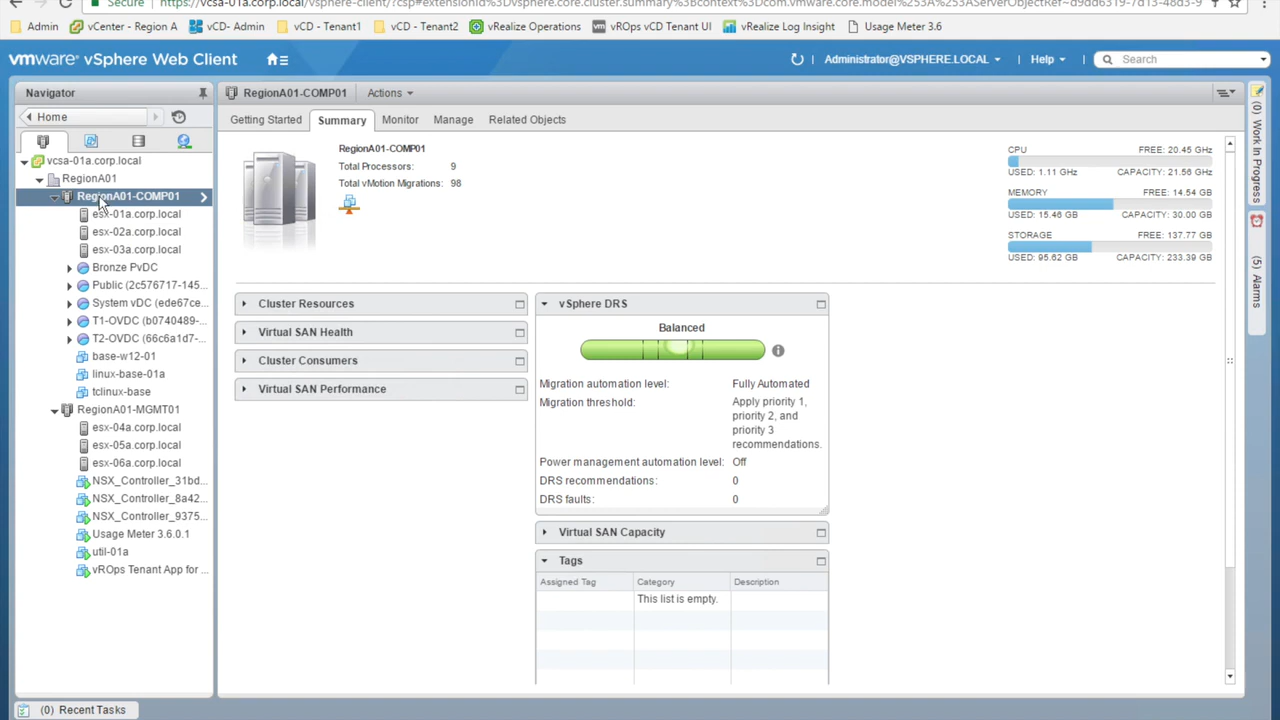 Secure https://vcsa-01a.corp.local/vsphere-client/?csp#extensionId%3Dvsphere.core.cluster.summary%3Bcontext%3Dcom.vmware.core.model%253A%253AServerObjectRef~d9dd6319-7d13-48d3-9
Admin vCenter - Region A vCD- Admin vCD - Tenant1 vCD - Tenant2 vRealize Operations vROps vCD Tenant UI vRealize Log Insight Usage Meter 3.6
vmware® vSphere Web Client Administrator@VSPHERE.LOCAL Help Search
Navigator
Home
vcsa-01a.corp.local
RegionA01
RegionA01-COMP01
esx-01a.corp.local
esx-02a.corp.local
esx-03a.corp.local
Bronze PvDC
Public (2c576717-145...
System vDC (ede67ce...
T1-OVDC (b0740489-...
T2-OVDC (66c6a1d7-...
base-w12-01
linux-base-01a
tclinux-base
RegionA01-MGMT01
esx-04a.corp.local
esx-05a.corp.local
esx-06a.corp.local
NSX_Controller_31bd...
NSX_Controller_8a42...
NSX_Controller_9375...
Usage Meter 3.6.0.1
util-01a
vROps Tenant App for ...
RegionA01-COMP01 Actions
Getting Started Summary Monitor Manage Related Objects
RegionA01-COMP01
Total Processors: 9
Total vMotion Migrations: 98
CPU FREE: 20.45 GHz
USED: 1.11 GHz CAPACITY: 21.56 GHz
MEMORY FREE: 14.54 GB
USED: 15.46 GB CAPACITY: 30.00 GB
STORAGE FREE: 137.77 GB
USED: 95.62 GB CAPACITY: 233.39 GB
Cluster Resources
Virtual SAN Health
Cluster Consumers
Virtual SAN Performance
vSphere DRS
Balanced
Migration automation level: Fully Automated
Migration threshold: Apply priority 1,
priority 2, and
priority 3
recommendations.
Power management automation level: Off
DRS recommendations: 0
DRS faults: 0
Virtual SAN Capacity
Tags
Assigned Tag Category Description
This list is empty.
(0) Work In Progress
(5) Alarms
(0) Recent Tasks